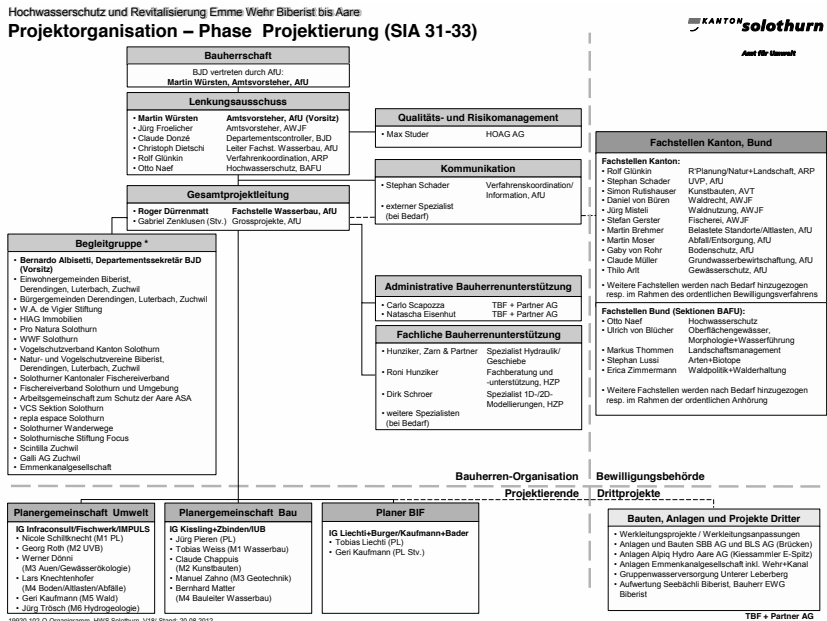 Hochwasserschutz und Revitalisierung Emme Wehr Biberist bis Aare
Projektorganisation – Phase Projektierung (SIA 31-33)
KANTON solothurn
Amt für Umwelt
Bauherrschaft
BJD vertreten durch AfU:
Martin Würsten, Amtsvorsteher, AfU
Lenkungsausschuss
• Martin Würsten Amtsvorsteher, AfU (Vorsitz)
• Jürg Froelicher Amtsvorsteher, AWJF
• Claude Donzé Departementscontroller, BJD
• Christoph Dietschi Leiter Fachst. Wasserbau, AfU
• Rolf Glünkin Verfahrenkoordination, ARP
• Otto Naef Hochwasserschutz, BAFU
Qualitäts- und Risikomanagement
• Max Studer HOAG AG
Kommunikation
• Stephan Schader Verfahrenskoordination/
Information, AfU
• externer Spezialist
(bei Bedarf)
Gesamtprojektleitung
• Roger Dürrenmatt Fachstelle Wasserbau, AfU
• Gabriel Zenklusen (Stv.) Grossprojekte, AfU
Begleitgruppe *
• Bernardo Albisetti, Departementssekretär BJD
(Vorsitz)
• Einwohnergemeinden Biberist,
Derendingen, Luterbach, Zuchwil
• Bürgergemeinden Derendingen, Luterbach, Zuchwil
• W.A. de Vigier Stiftung
• HIAG Immobilien
• Pro Natura Solothurn
• WWF Solothurn
• Vogelschutzverband Kanton Solothurn
• Natur- und Vogelschutzvereine Biberist,
Derendingen, Luterbach, Zuchwil
• Solothurner Kantonaler Fischereiverband
• Fischereiverband Solothurn und Umgebung
• Arbeitsgemeinschaft zum Schutz der Aare ASA
• VCS Sektion Solothurn
• repla espace Solothurn
• Solothurner Wanderwege
• Solothurnische Stiftung Focus
• Scintilla Zuchwil
• Galli AG Zuchwil
• Emmenkanalgesellschaft
Administrative Bauherrenunterstützung
• Carlo Scapozza TBF + Partner AG
• Natascha Eisenhut TBF + Partner AG
Fachliche Bauherrenunterstützung
• Hunziker, Zarn & Partner Spezialist Hydraulik/
Geschiebe
• Roni Hunziker Fachberatung und
-unterstützung, HZP
• Dirk Schroer Spezialist 1D-/2D-
Modellierungen, HZP
• weitere Spezialisten
(bei Bedarf)
Fachstellen Kanton, Bund
Fachstellen Kanton:
• Rolf Glünkin R'Planung/Natur+Landschaft, ARP
• Stephan Schader UVP, AfU
• Simon Rutishauser Kunstbauten, AVT
• Daniel von Büren Waldrecht, AWJF
• Jürg Misteli Waldnutzung, AWJF
• Stefan Gerster Fischerei, AWJF
• Martin Brehmer Belastete Standorte/Altlasten, AfU
• Martin Moser Abfall/Entsorgung, AfU
• Gaby von Rohr Bodenschutz, AfU
• Claude Müller Grundwasserbewirtschaftung, AfU
• Thilo Arlt Gewässerschutz, AfU
• Weitere Fachstellen werden nach Bedarf hinzugezogen
resp. im Rahmen des ordentlichen Bewilligungsverfahrens
Fachstellen Bund (Sektionen BAFU):
• Otto Naef Hochwasserschutz
• Ulrich von Blücher Oberflächengewässer,
Morphologie+Wasserführung
• Markus Thommen Landschaftsmanagement
• Stephan Lussi Arten+Biotope
• Erica Zimmermann Waldpolitik+Walderhaltung
• Weitere Fachstellen werden nach Bedarf hinzugezogen
resp. im Rahmen der ordentlichen Anhörung
Bauherren-Organisation Bewilligungsbehörde
Projektierende Drittprojekte
Planergemeinschaft Umwelt
IG Infraconsult/Fischwerk/IMPULS
• Nicole Schiltknecht (M1 PL)
• Georg Roth (M2 UVB)
• Werner Dönni
(M3 Auen/Gewässerökologie)
• Lars Knechtenhofer
(M4 Boden/Altlasten/Abfälle)
• Geri Kaufmann (M5 Wald)
• Jürg Trösch (M6 Hydrogeologie)
Planergemeinschaft Bau
IG Kissling+Zbinden/IUB
• Jürg Pieren (PL)
• Tobias Weiss (M1 Wasserbau)
• Claude Chappuis
(M2 Kunstbauten)
• Manuel Zahno (M3 Geotechnik)
• Bernhard Matter
(M4 Bauleiter Wasserbau)
Planer BIF
IG Liechti+Burger/Kaufmann+Bader
• Tobias Liechti (PL)
• Geri Kaufmann (PL Stv.)
Bauten, Anlagen und Projekte Dritter
• Werkleitungsprojekte / Werkleitungsanpassungen
• Anlagen und Bauten SBB AG und BLS AG (Brücken)
• Anlagen Alpiq Hydro Aare AG (Kiessammler E-Spitz)
• Anlagen Emmenkanalgesellschaft inkl. Wehr+Kanal
• Gruppenwasserversorgung Unterer Leberberg
• Aufwertung Seebächli Biberist, Bauherr EWG
Biberist
TBF + Partner AG